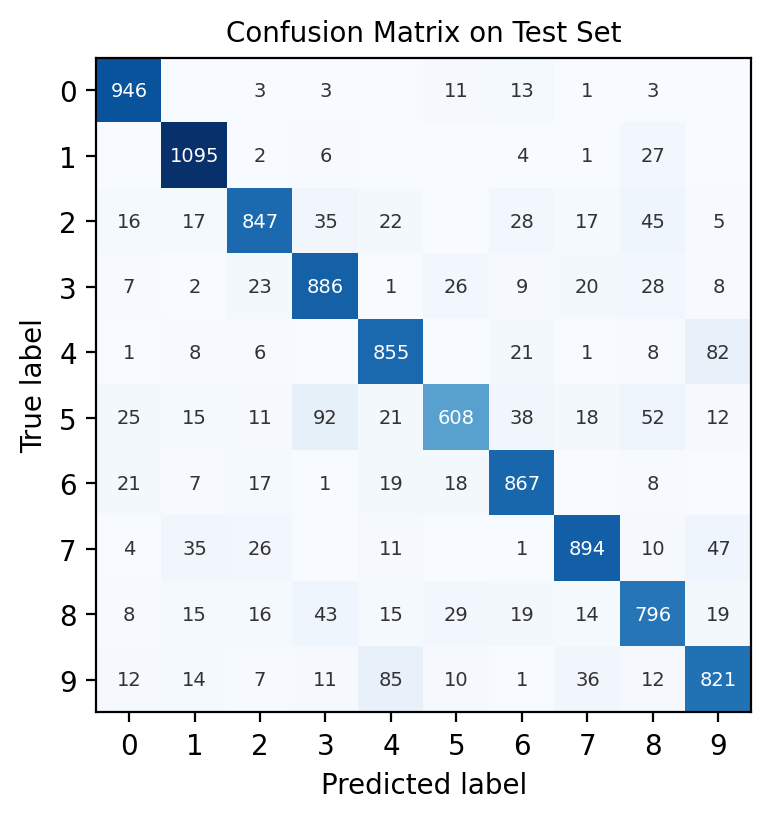 Confusion Matrix on Test Set
True label
0 946 3 3 11 13 1 3
1 1095 2 6 4 1 27
2 16 17 847 35 22 28 17 45 5
3 7 2 23 886 1 26 9 20 28 8
4 1 8 6 855 21 1 8 82
5 25 15 11 92 21 608 38 18 52 12
6 21 7 17 1 19 18 867 8
7 4 35 26 11 1 894 10 47
8 8 15 16 43 15 29 19 14 796 19
9 12 14 7 11 85 10 1 36 12 821
0 1 2 3 4 5 6 7 8 9
Predicted label